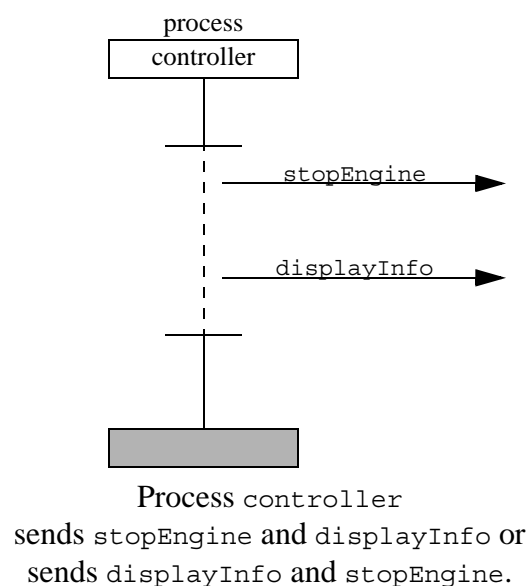 process
controller
stopEngine
displayInfo
Process controller
sends stopEngine and displayInfo or
sends displayInfo and stopEngine.